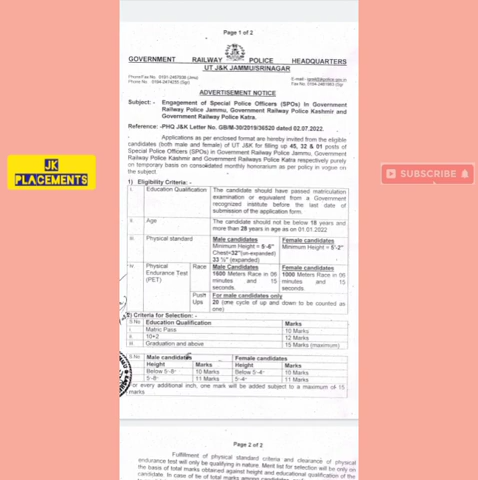 Page 1 of 2
GOVERNMENT RAILWAY POLICE HEADQUARTERS
UT J&K JAMMU/SRINAGAR
ADVERTISEMENT NOTICE
Subject: - Engagement of Special Police Officers (SPOs) in Government
Railway Police Jammu, Government Railway Police Kashmir and
Government Railway Police Katra.
Reference: -PHQ J&K Letter No. GB/M-30/2019/36520 dated 02.07.2022.
Applications as per enclosed format are hereby invited from the eligible
candidates (both male and female) of UT J&K for filling up 45, 32 & 01 posts of
Special Police Officers (SPOs) in Government Railway Police Jammu, Government
Railway Police Kashmir and Government Railways Police Katra respectively purely
on temporary basis on consolidated monthly honorarium as per policy in vogue on
the subject
JK
PLACEMENTS
SUBSCRIBE
1) Eligibility Criteria: -
i. Education Qualification The candidate should have passed matriculation
examination or equivalent from a Government
recognized institute before the last date of
submission of the application form.
ii. Age The candidate should not be below 18 years and
more than 28 years in age as on 01.01.2022
iii. Physical standard Male candidates Female candidates
Minimum Height = 5'-6" Minimum Height = 5'-2"
Chest=32"(un-expanded)
33 ½" (expanded)
iv. Physical Race Male Candidates Female candidates
Endurance Test 1600 Meters Race in 06 1000 Meters Race in 06
(PET) minutes and 15 minutes and 15
seconds. seconds
Push For male candidates only
Ups 20 (one cycle of up and down to be counted as
one)
2) Criteria for Selection: -
S.No Education Qualification Marks
i Matric Pass 10 Marks
ii. 10+2 12 Marks
iii. Graduation and above 15 Marks (maximum)
S.No Male candidates Female candidates
Height Marks Height Marks
Below 5'-8" 10 Marks Below 5'-4" 10 Marks
5'-8" 11 Marks 5'-4" 11 Marks
For every additional inch, one mark will be added subject to a maximum of 15
marks
Page 2 of 2
Fulfillment of physical standard criteria and clearance of physical
endurance test will only be qualifying in nature. Merit list for selection will be only on
the basis of total marks obtained against height and educational qualification of the